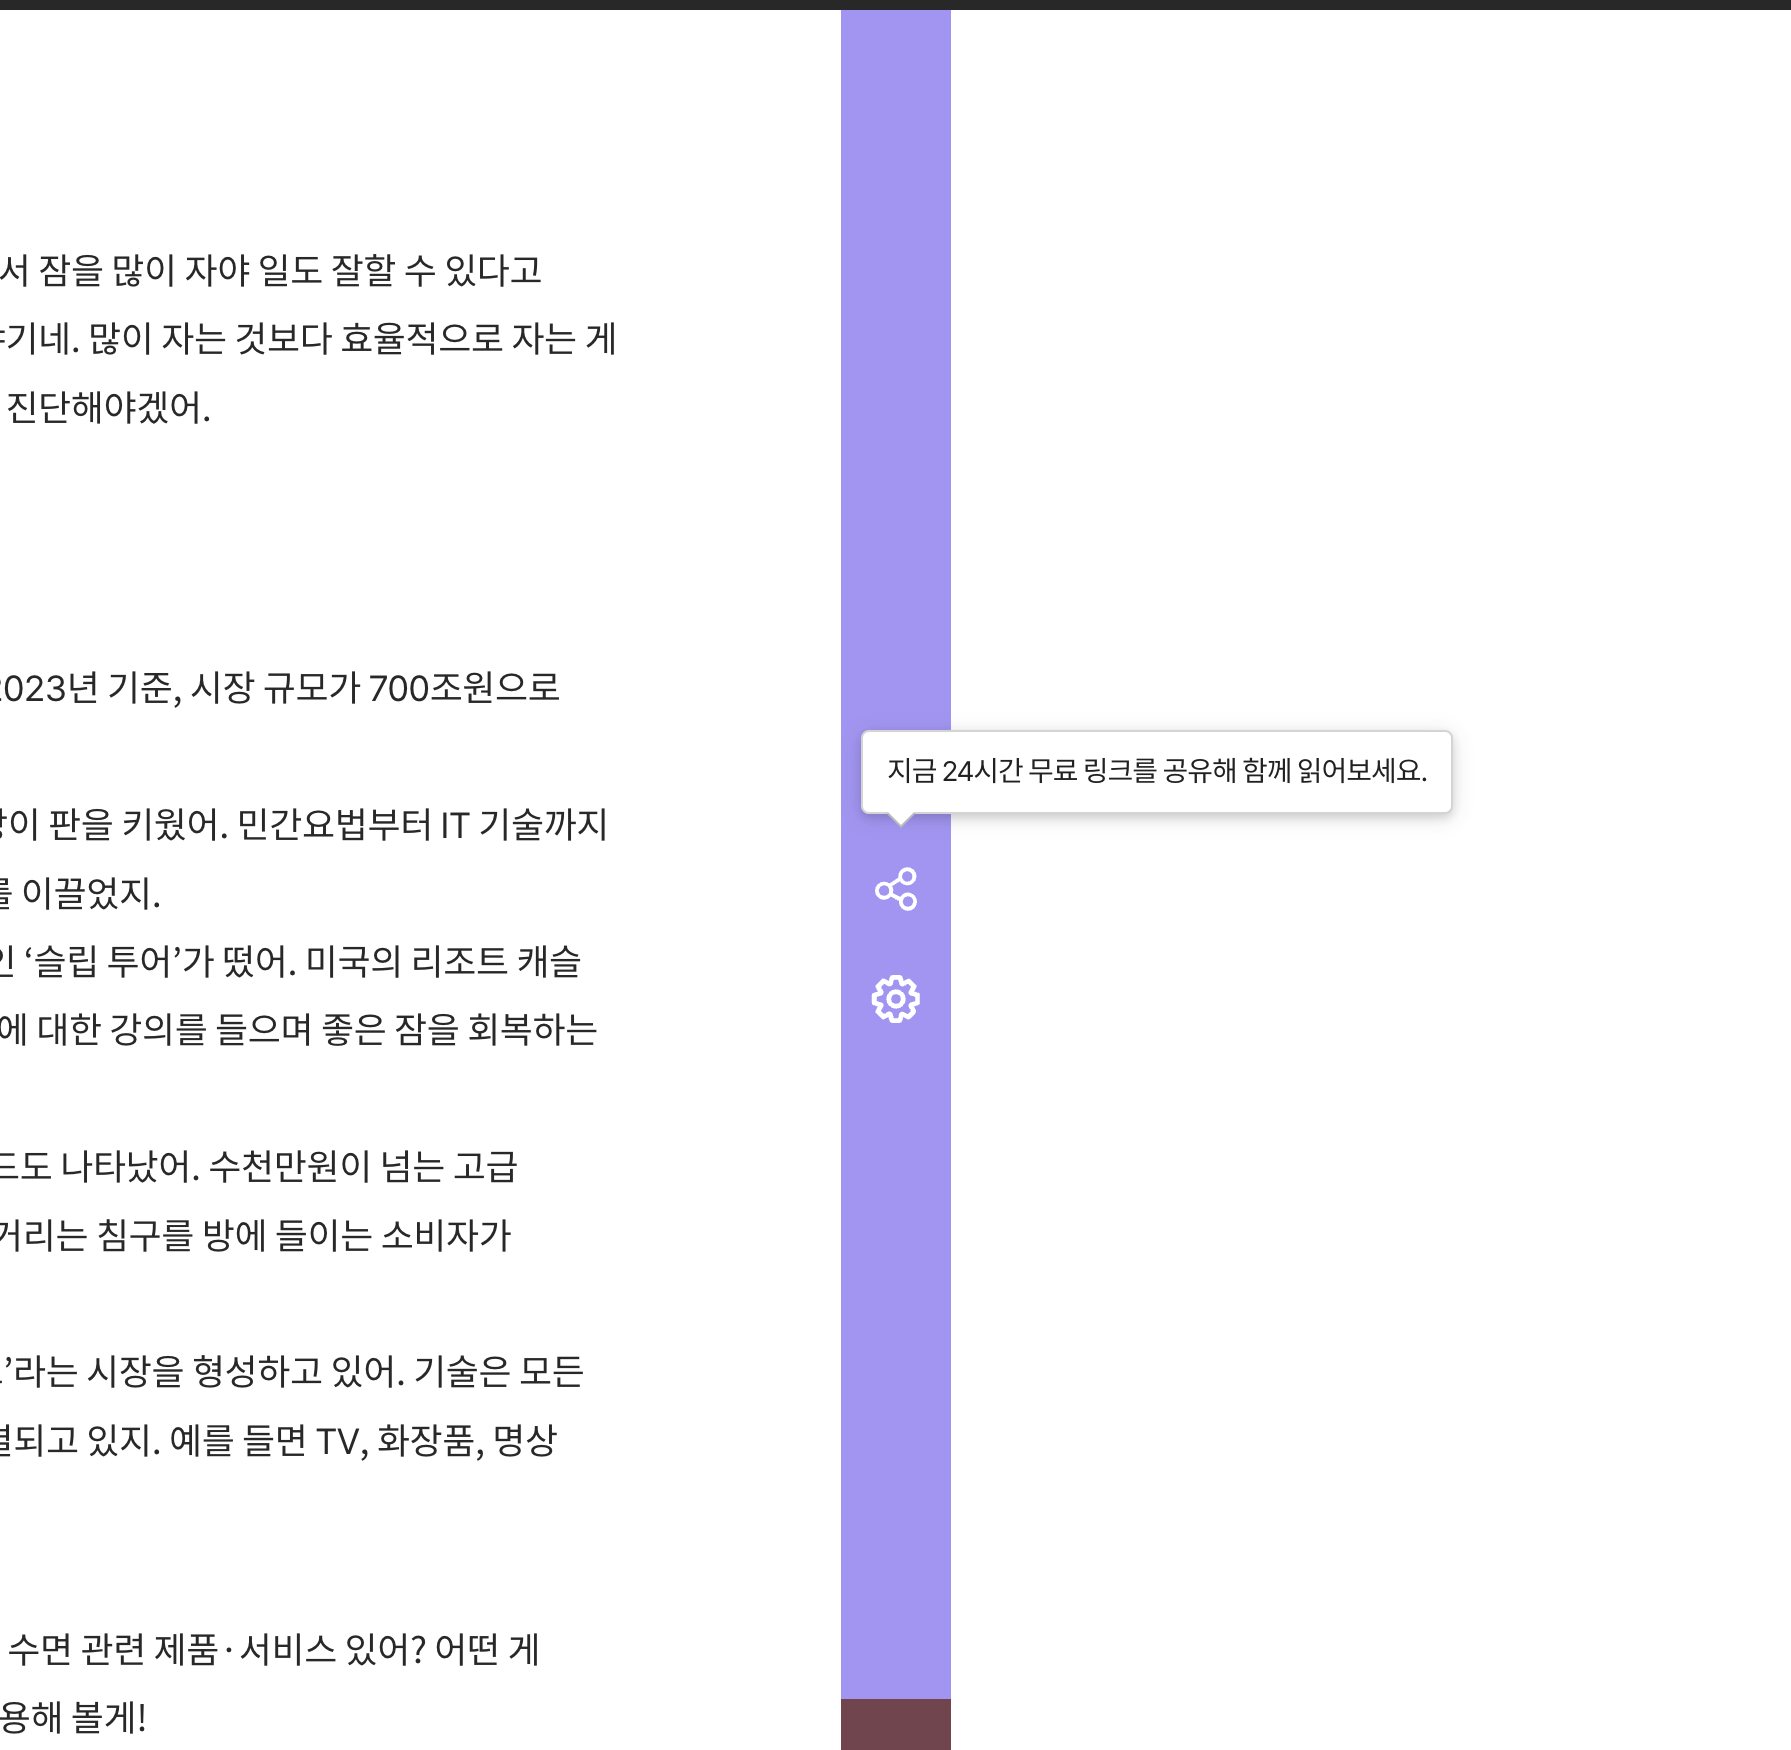 서 잠을 많이 자야 일도 잘할 수 있다고
기네. 많이 자는 것보다 효율적으로 자는 게
진단해야겠어.
2023년 기준, 시장 규모가 700조원으로
지금 24시간 무료 링크를 공유해 함께 읽어보세요.
이 판을 키웠어. 민간요법부터 IT 기술까지
를 이끌었지.
인 ‘슬립 투어’가 떴어. 미국의 리조트 캐슬
에 대한 강의를 들으며 좋은 잠을 회복하는
드도 나타났어. 수천만원이 넘는 고급
거리는 침구를 방에 들이는 소비자가
’라는 시장을 형성하고 있어. 기술은 모든
되고 있지. 예를 들면 TV, 화장품, 명상
수면 관련 제품·서비스 있어? 어떤 게
용해 볼게!